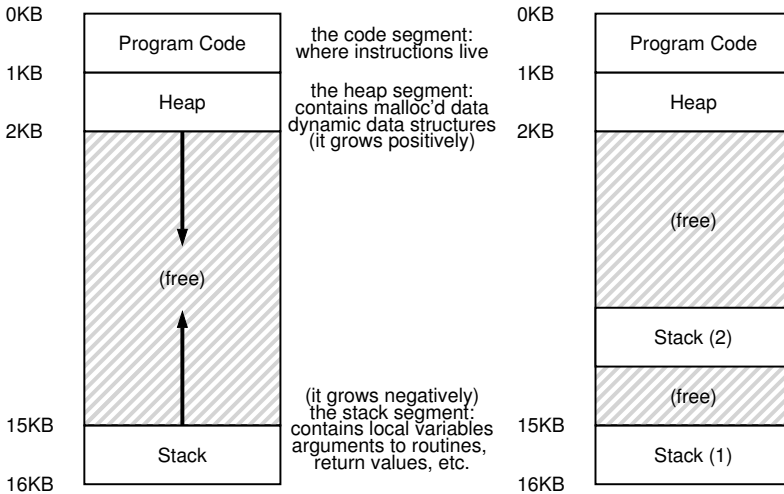 0KB
Program Code
the code segment:
where instructions live
1KB
Heap
the heap segment:
contains malloc'd data
dynamic data structures
(it grows positively)
2KB
(free)
(it grows negatively)
the stack segment:
contains local variables
arguments to routines,
return values, etc.
15KB
Stack
16KB
0KB
Program Code
1KB
Heap
2KB
(free)
Stack (2)
(free)
15KB
Stack (1)
16KB